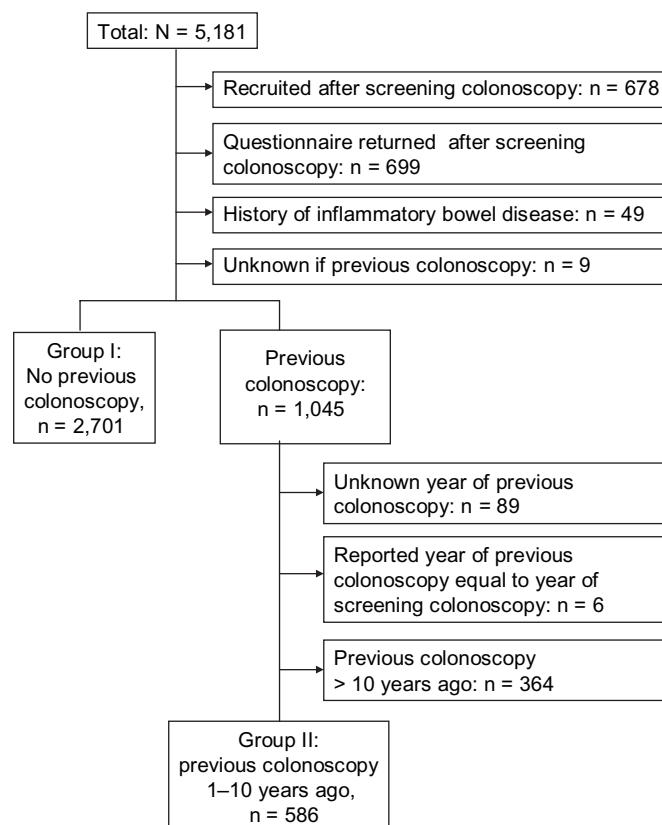 Total: N = 5,181
Recruited after screening colonoscopy: n = 678
Questionnaire returned after screening
colonoscopy: n = 699
History of inflammatory bowel disease: n = 49
Unknown if previous colonoscopy: n = 9
Group I:
No previous
colonoscopy,
n = 2,701
Previous
colonoscopy:
n = 1,045
Unknown year of previous
colonoscopy: n = 89
Reported year of previous
colonoscopy equal to year of
screening colonoscopy: n = 6
Previous colonoscopy
> 10 years ago: n = 364
Group II:
previous colonoscopy
1–10 years ago,
n = 586